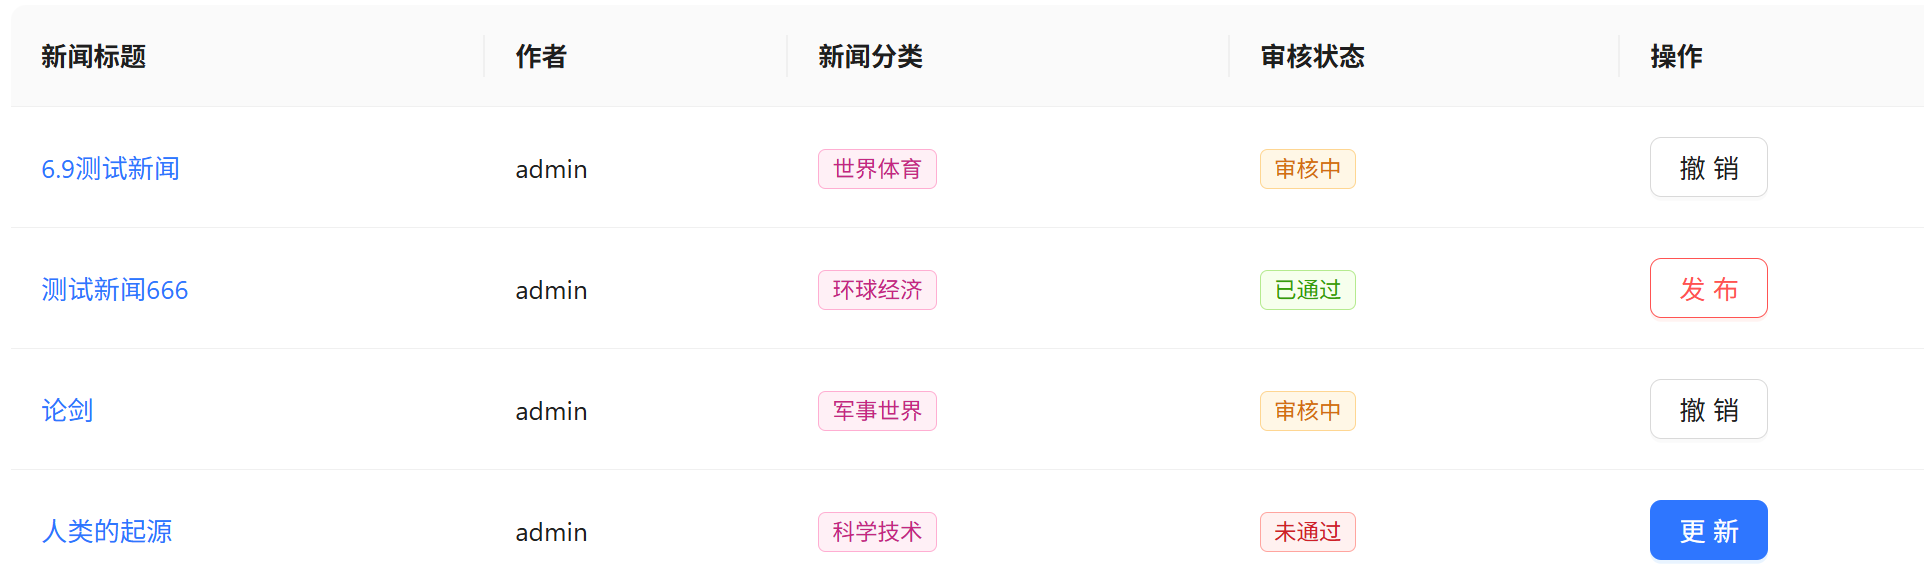 新闻标题 作者 新闻分类 审核状态 操作
6.9测试新闻 admin 世界体育 审核中 撤 销
测试新闻666 admin 环球经济 已通过 发 布
论剑 admin 军事世界 审核中 撤 销
人类的起源 admin 科学技术 未通过 更 新